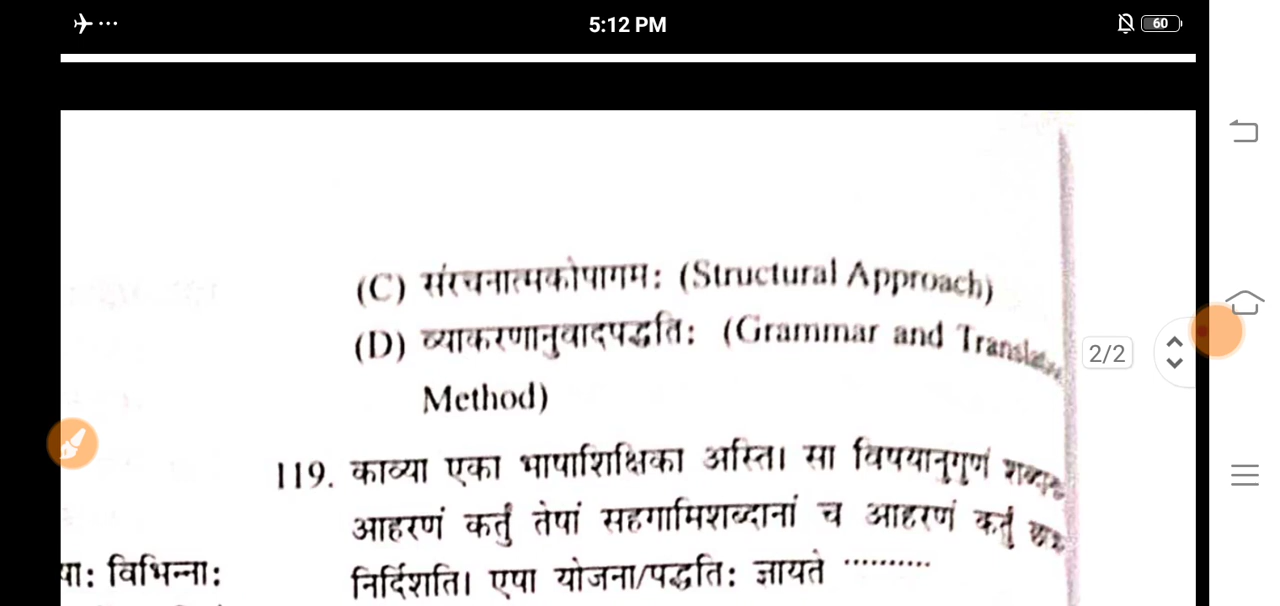 5:12 PM
60
(C) संरचनात्मकोपागम: (Structural Approach)
(D) व्याकरणानुवादपद्धति: (Grammar and
Method)
2/2
119. काव्या एका भाषाशिक्षिका अस्ति। सा विषयानुगुणं
आहरणं कर्तुं तेषां सहगामिशब्दानां च आहरणं कर्तुं
या: विभिन्ना:
निर्दिशति। एषा योजना/पद्धति: ज्ञायते ..........